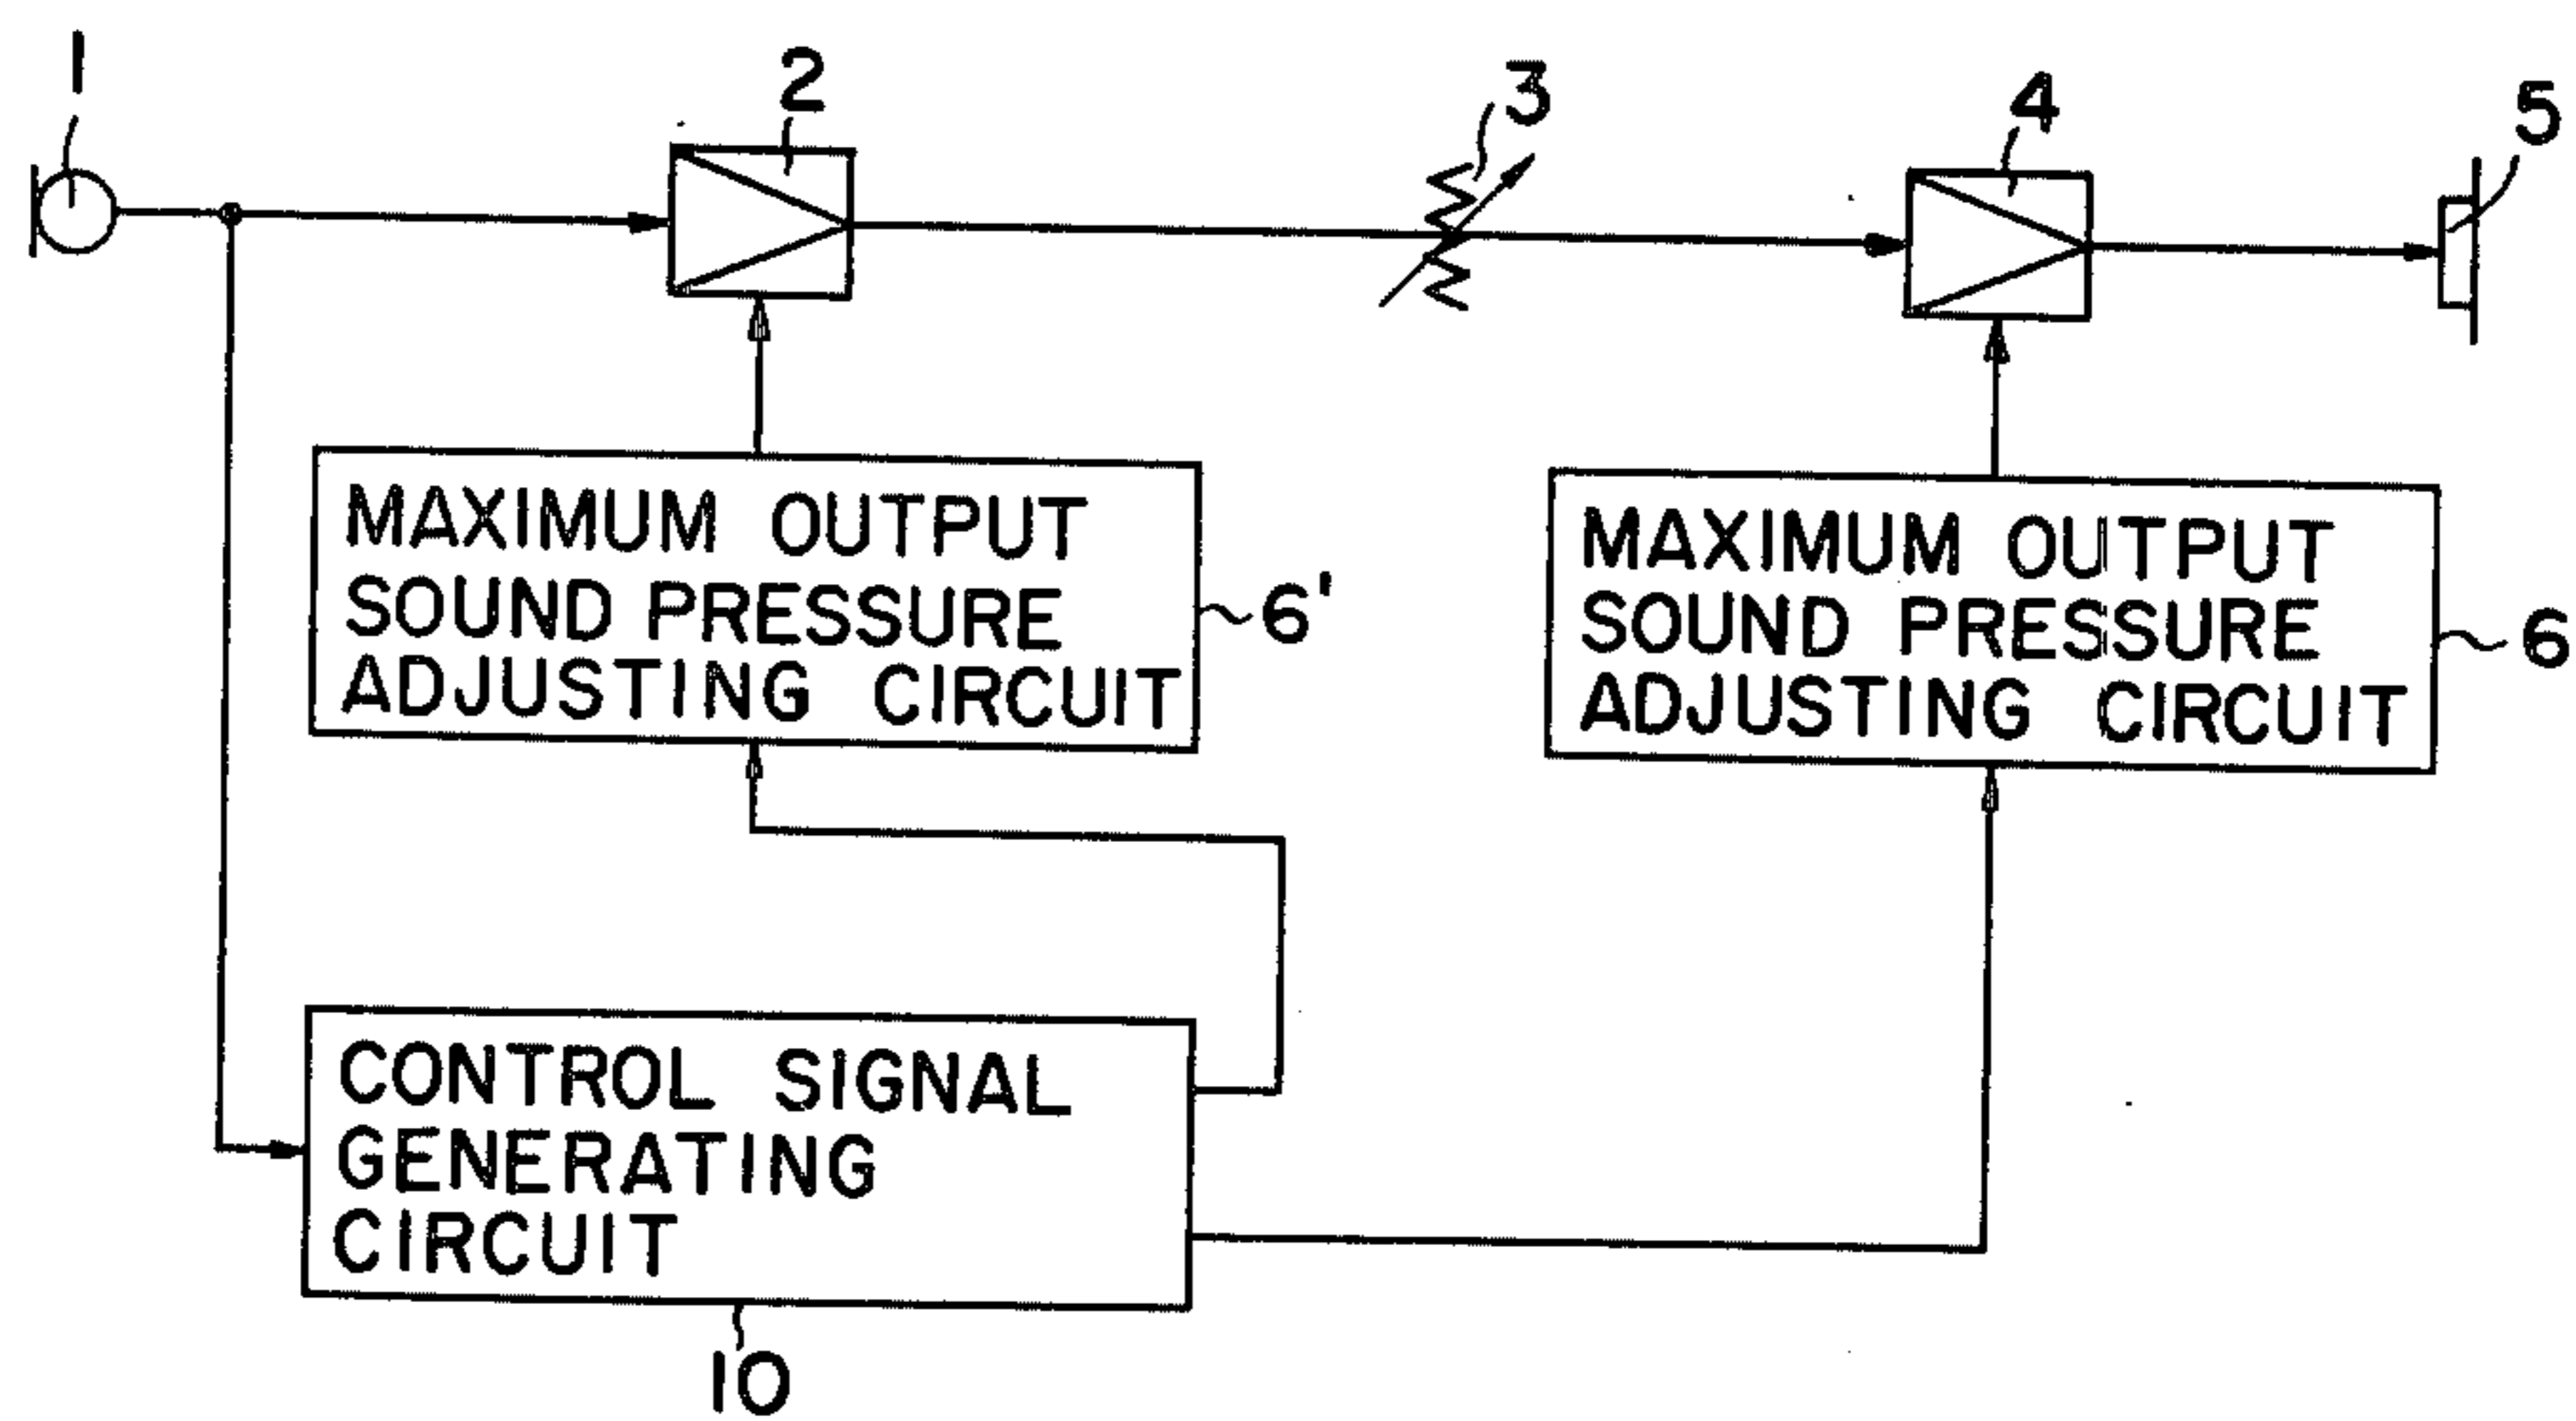 1
2
3
4
5
MAXIMUM OUTPUT
SOUND PRESSURE
ADJUSTING CIRCUIT
6'
MAXIMUM OUTPUT
SOUND PRESSURE
ADJUSTING CIRCUIT
6
CONTROL SIGNAL
GENERATING
CIRCUIT
10